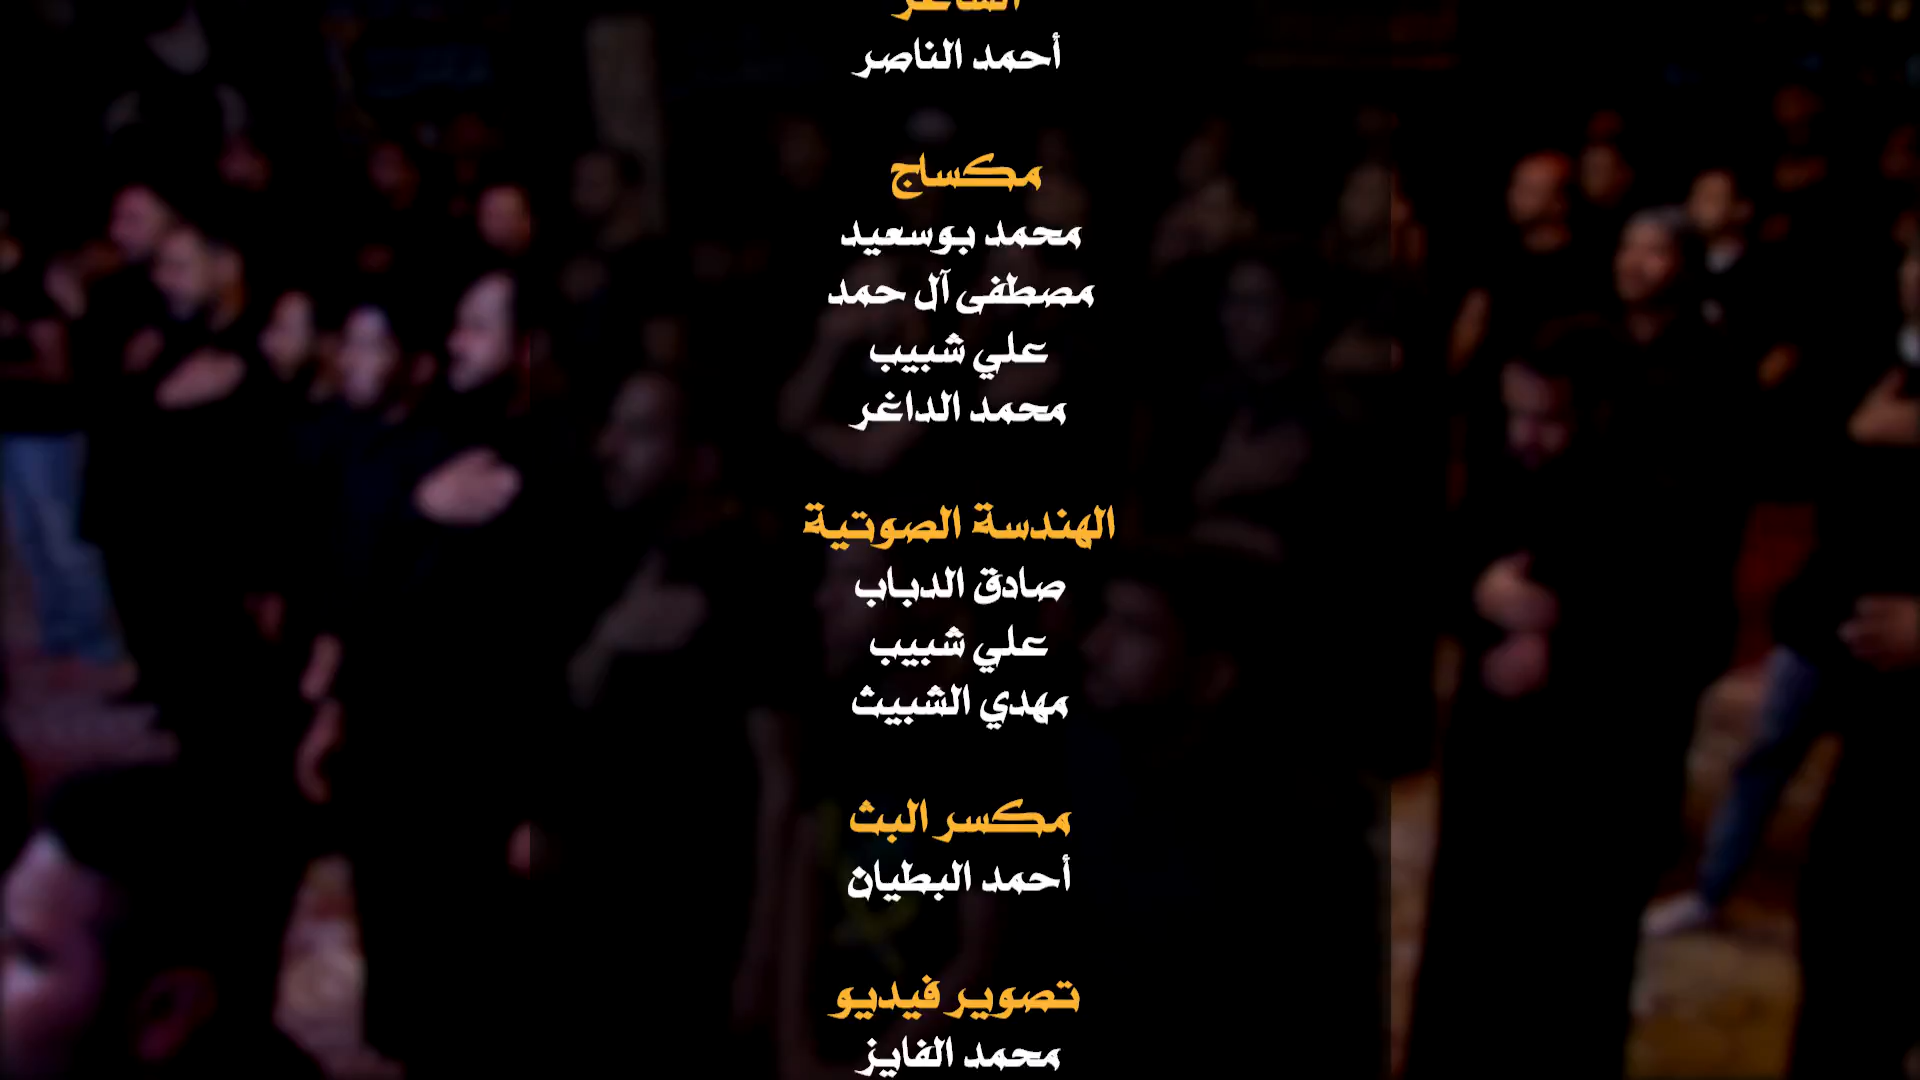 الشاعر
أحمد الناصر
مكساج
محمد بوسعيد
مصطفى آل حمد
علي شبيب
محمد الداغر
الهندسة الصوتية
صادق الدباب
علي شبيب
مهدي الشبيث
مكسر البث
أحمد البطيان
تصوير فيديو
محمد الفايز